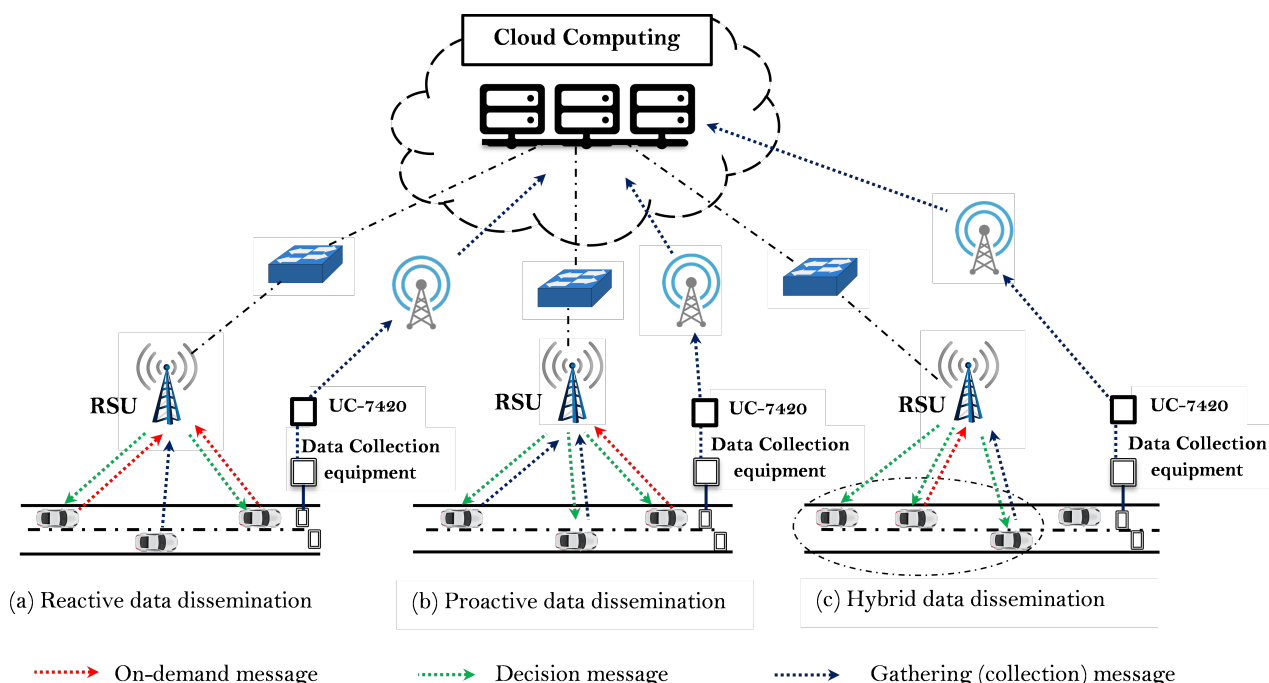 Cloud Computing
RSU
UC-7420
Data Collection
equipment
RSU
UC-7420
Data Collection
equipment
RSU
UC-7420
Data Collection
equipment
(a) Reactive data dissemination
(b) Proactive data dissemination
(c) Hybrid data dissemination
On-demand message
Decision message
Gathering (collection) message